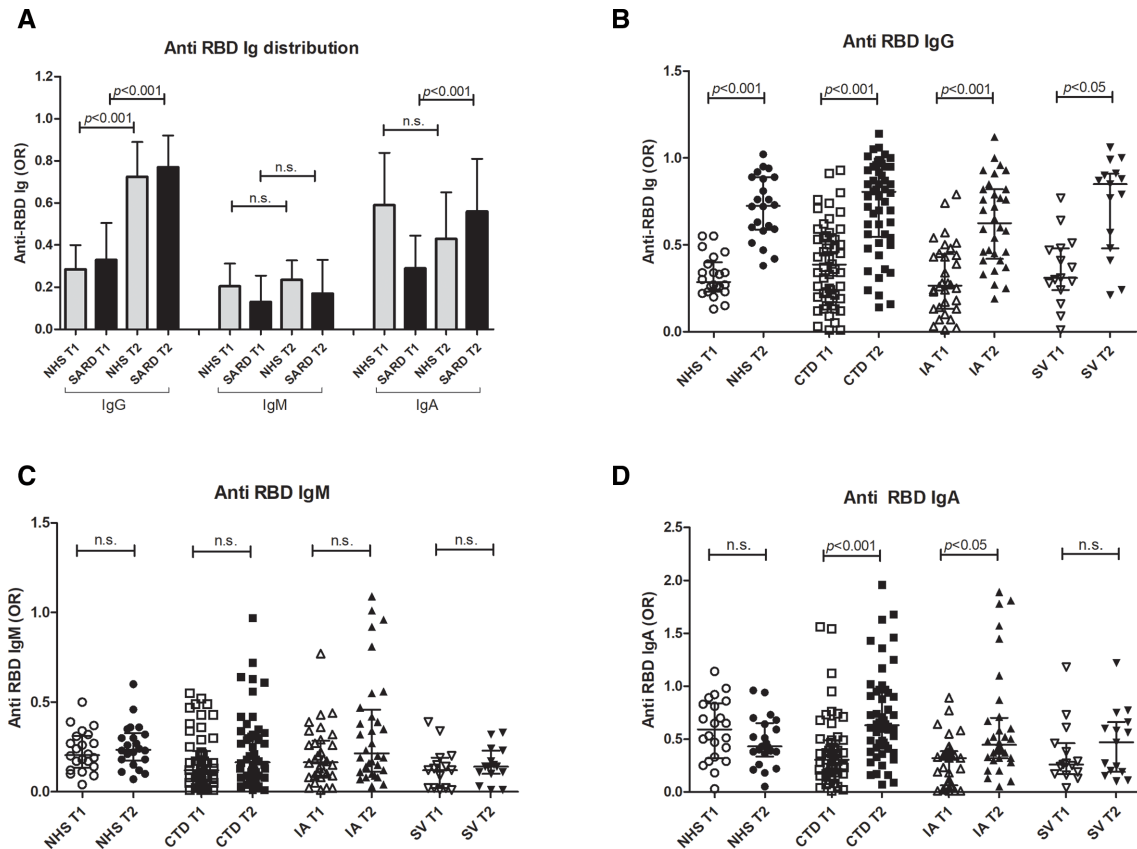 A
Anti RBD Ig distribution
Anti-RBD Ig (OR)
1.2
1.0
0.8
0.6
0.4
0.2
0.0
p<0.001
p<0.001
n.s.
n.s.
p<0.001
n.s.
NHS T1
SARD T1
NHS T2
SARD T2
NHS T1
SARD T1
NHS T2
SARD T2
NHS T1
SARD T1
NHS T2
SARD T2
IgG
IgM
IgA
B
Anti RBD IgG
Anti-RBD Ig (OR)
1.5
1.0
0.5
0.0
p<0.001
p<0.001
p<0.001
p<0.05
NHS T1
NHS T2
CTD T1
CTD T2
IA T1
IA T2
SV T1
SV T2
C
Anti RBD IgM
Anti RBD IgM (OR)
1.5
1.0
0.5
0.0
n.s.
n.s.
n.s.
n.s.
NHS T1
NHS T2
CTD T1
CTD T2
IA T1
IA T2
SV T1
SV T2
D
Anti RBD IgA
Anti RBD IgA (OR)
2.5
2.0
1.5
1.0
0.5
0.0
n.s.
p<0.001
p<0.05
n.s.
NHS T1
NHS T2
CTD T1
CTD T2
IA T1
IA T2
SV T1
SV T2